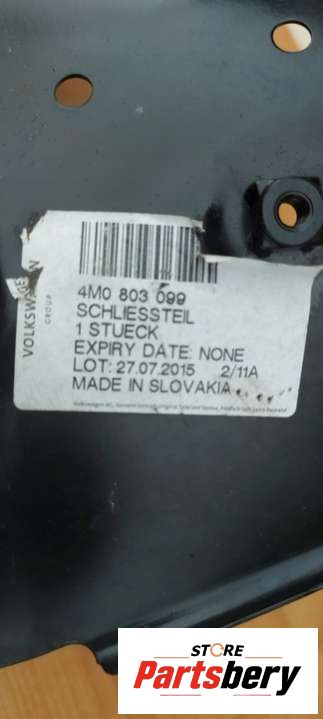 VOLKSWAGEN
GROUP
4M0 803 099
SCHLIESSTEIL
1 STUECK
EXPIRY DATE: NONE
LOT: 27.07.2015 2/11A
MADE IN SLOVAKIA
STORE
Partsbery